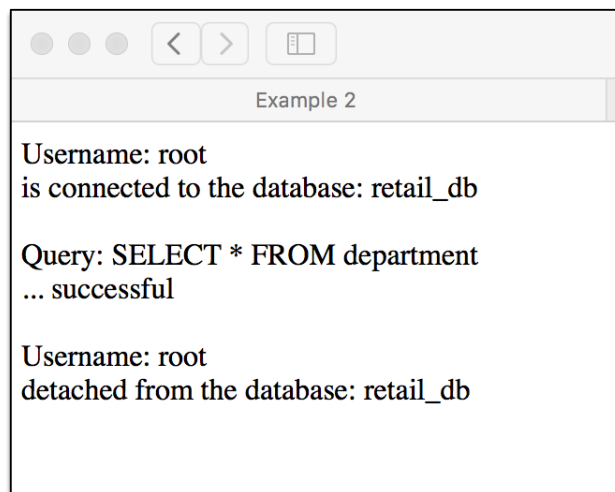 Example 2
Username: root
is connected to the database: retail_db
Query: SELECT * FROM department
... successful
Username: root
detached from the database: retail_db